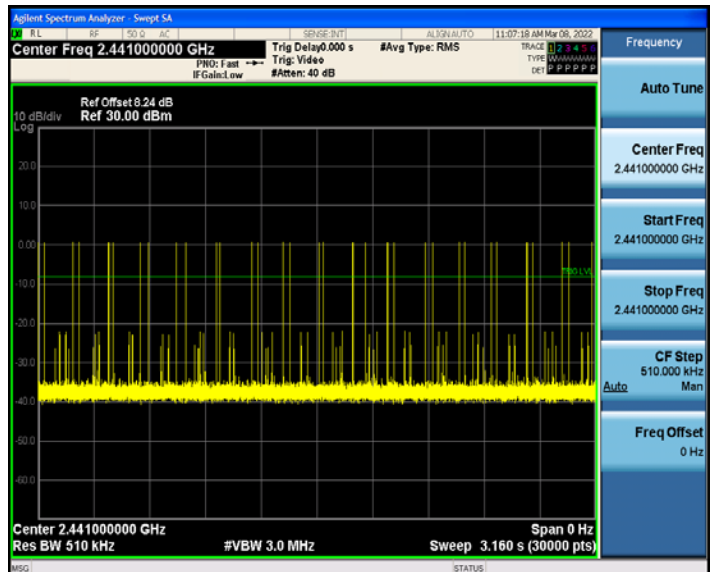 Agilent Spectrum Analyzer - Swept SA
RL RF 50 Ω AC SENSE:INT ALIGN AUTO 11:07:18 AM Mar 08, 2022
Center Freq 2.441000000 GHz
PNO: Fast
IFGain:Low
Trig Delay0.000 s
Trig: Video
#Atten: 40 dB
#Avg Type: RMS
TRACE 1 2 3 4 5 6
TYPE WWWWWW
DET P P P P P P
Ref Offset 8.24 dB
10 dB/div Ref 30.00 dBm
Log
20.0
10.0
0.00
TRIG LVL
-10.0
-20.0
-30.0
-40.0
-50.0
-60.0
Center 2.441000000 GHz Span 0 Hz
Res BW 510 kHz #VBW 3.0 MHz Sweep 3.160 s (30000 pts)
MSG STATUS
Frequency
Auto Tune
Center Freq
2.441000000 GHz
Start Freq
2.441000000 GHz
Stop Freq
2.441000000 GHz
CF Step
510.000 kHz
Auto Man
Freq Offset
0 Hz